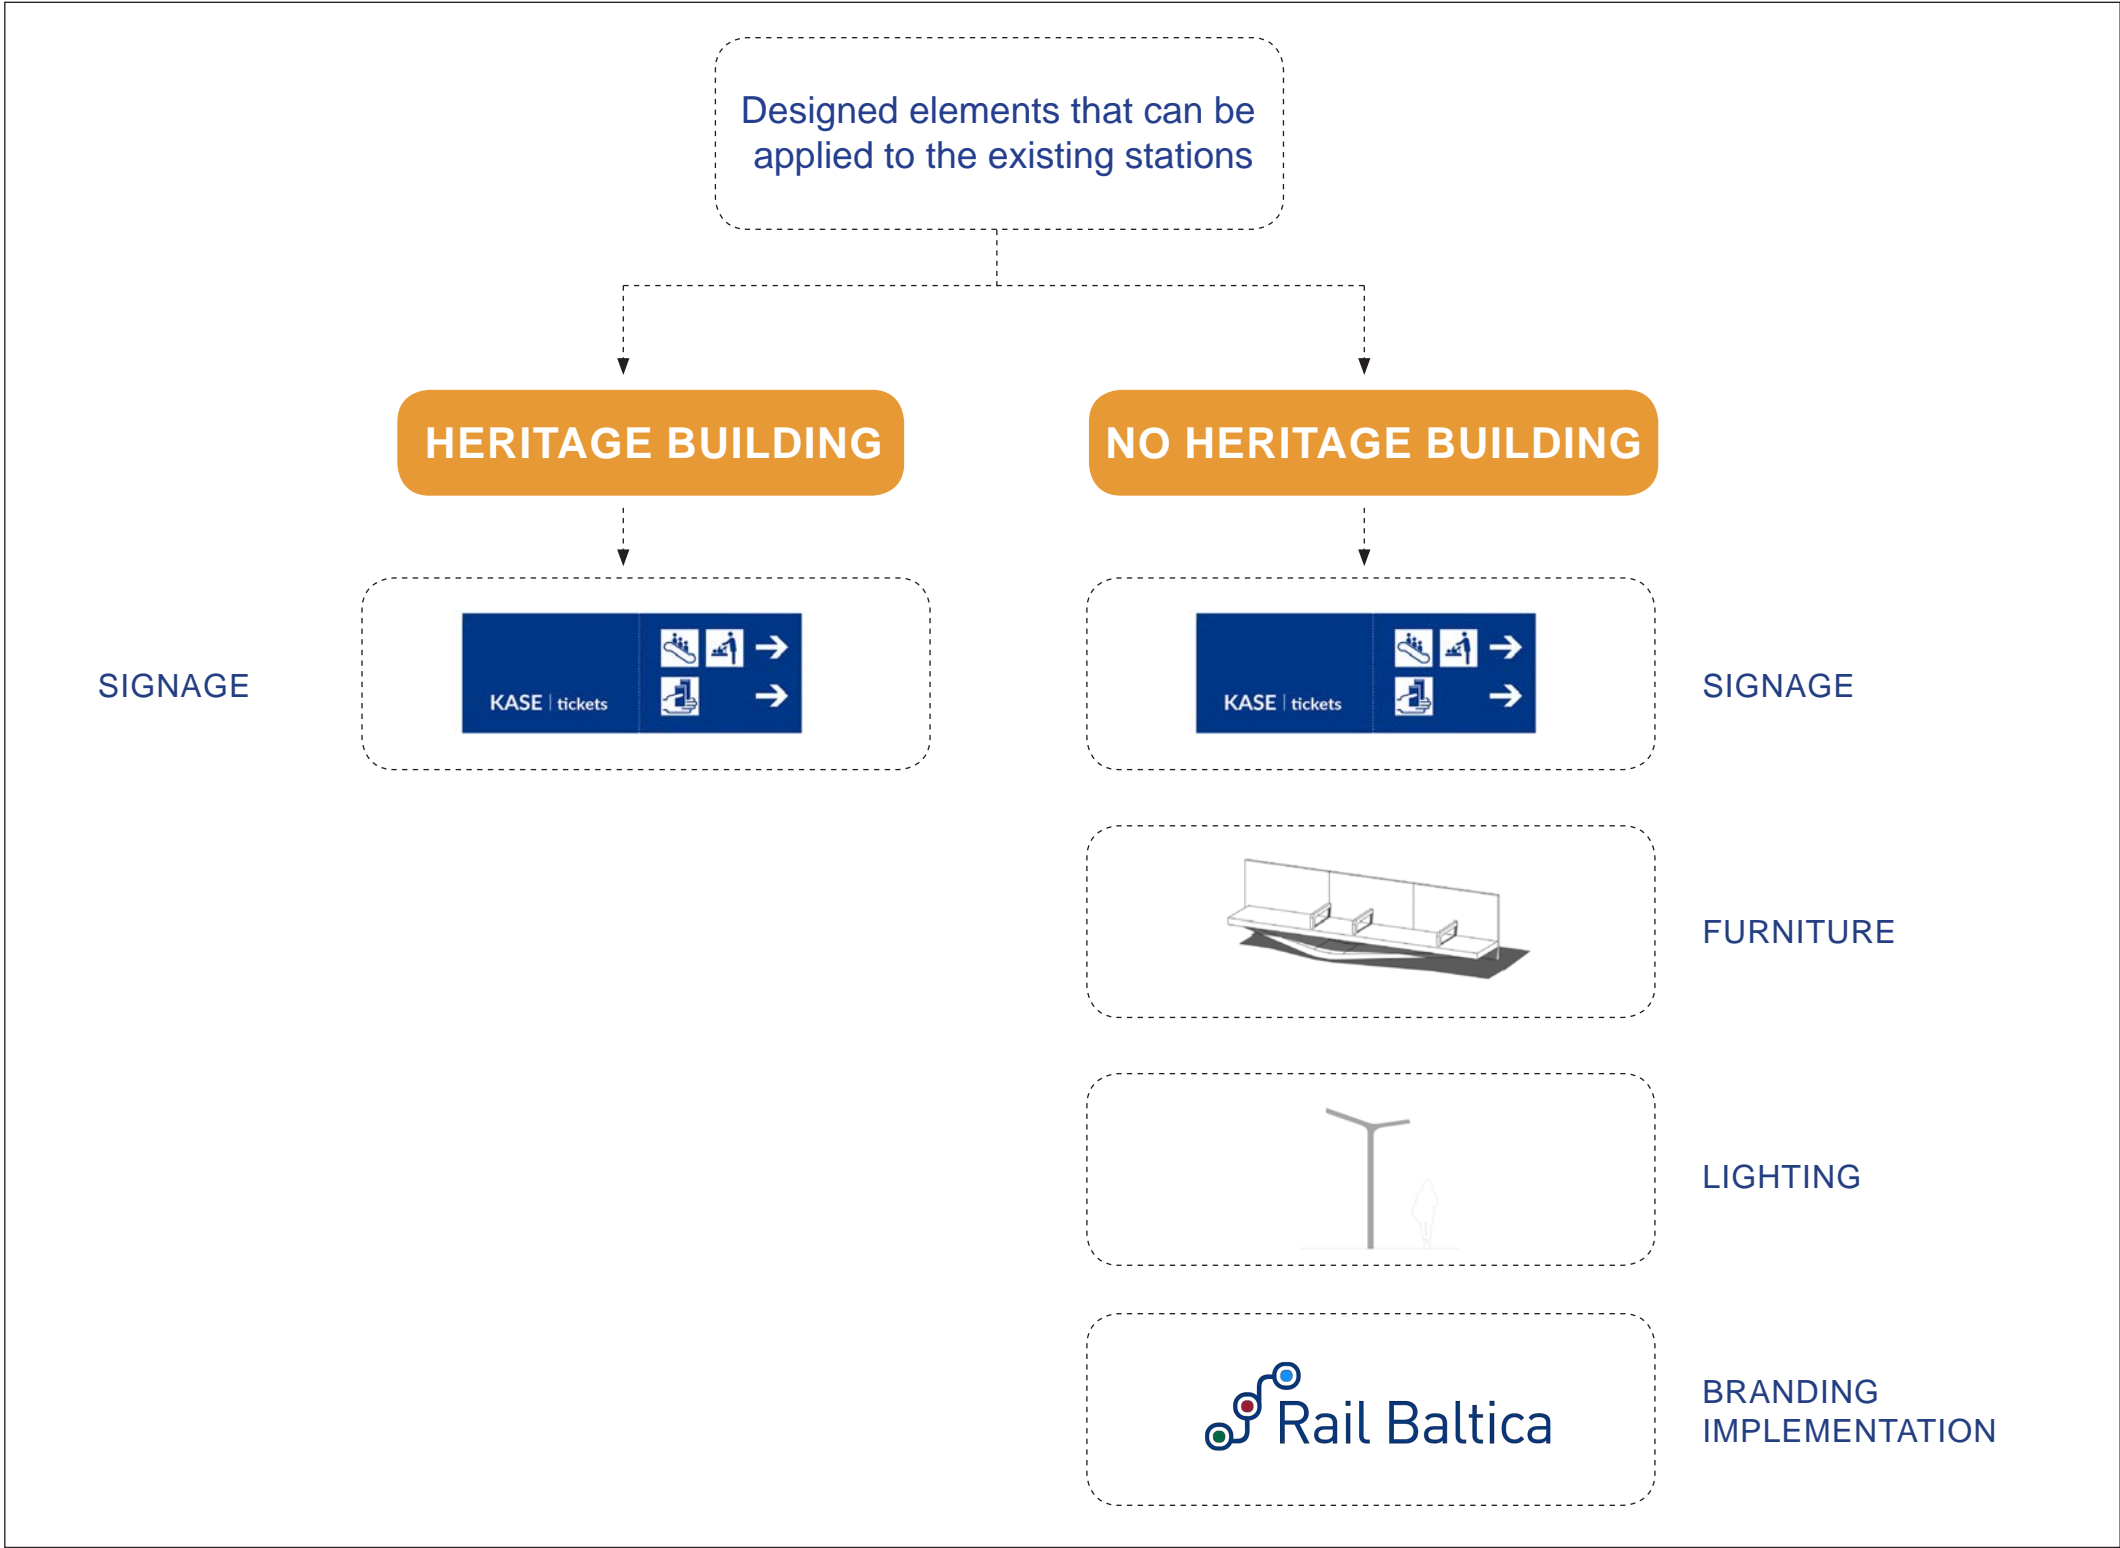 Designed elements that can be
applied to the existing stations
HERITAGE BUILDING
NO HERITAGE BUILDING
SIGNAGE
KASE | tickets
KASE | tickets
SIGNAGE
FURNITURE
LIGHTING
Rail Baltica
BRANDING
IMPLEMENTATION